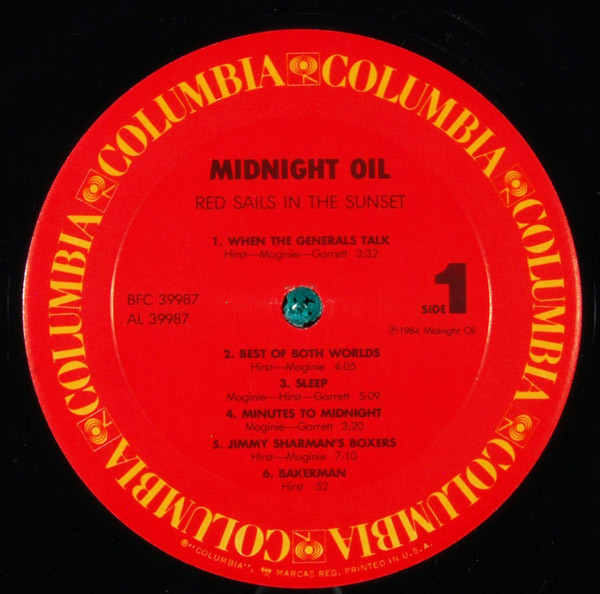 COLUMBIA COLUMBIA COLUMBIA COLUMBIA COLUMBIA COLUMBIA COLUMBIA COLUMBIA
MIDNIGHT OIL
RED SAILS IN THE SUNSET
1. WHEN THE GENERALS TALK
Hirst—Moginie—Garrett 3:32
BFC 39987
AL 39987
SIDE 1
℗1984 Midnight Oil
2. BEST OF BOTH WORLDS
Hirst—Moginie 4:05
3. SLEEP
Moginie—Hirst—Garrett 5:09
4. MINUTES TO MIDNIGHT
Moginie—Garrett 3:20
5. JIMMY SHARMAN'S BOXERS
Hirst—Moginie 7:10
6. BAKERMAN
Hirst :52
®"COLUMBIA", MARCAS REG. PRINTED IN U.S.A.